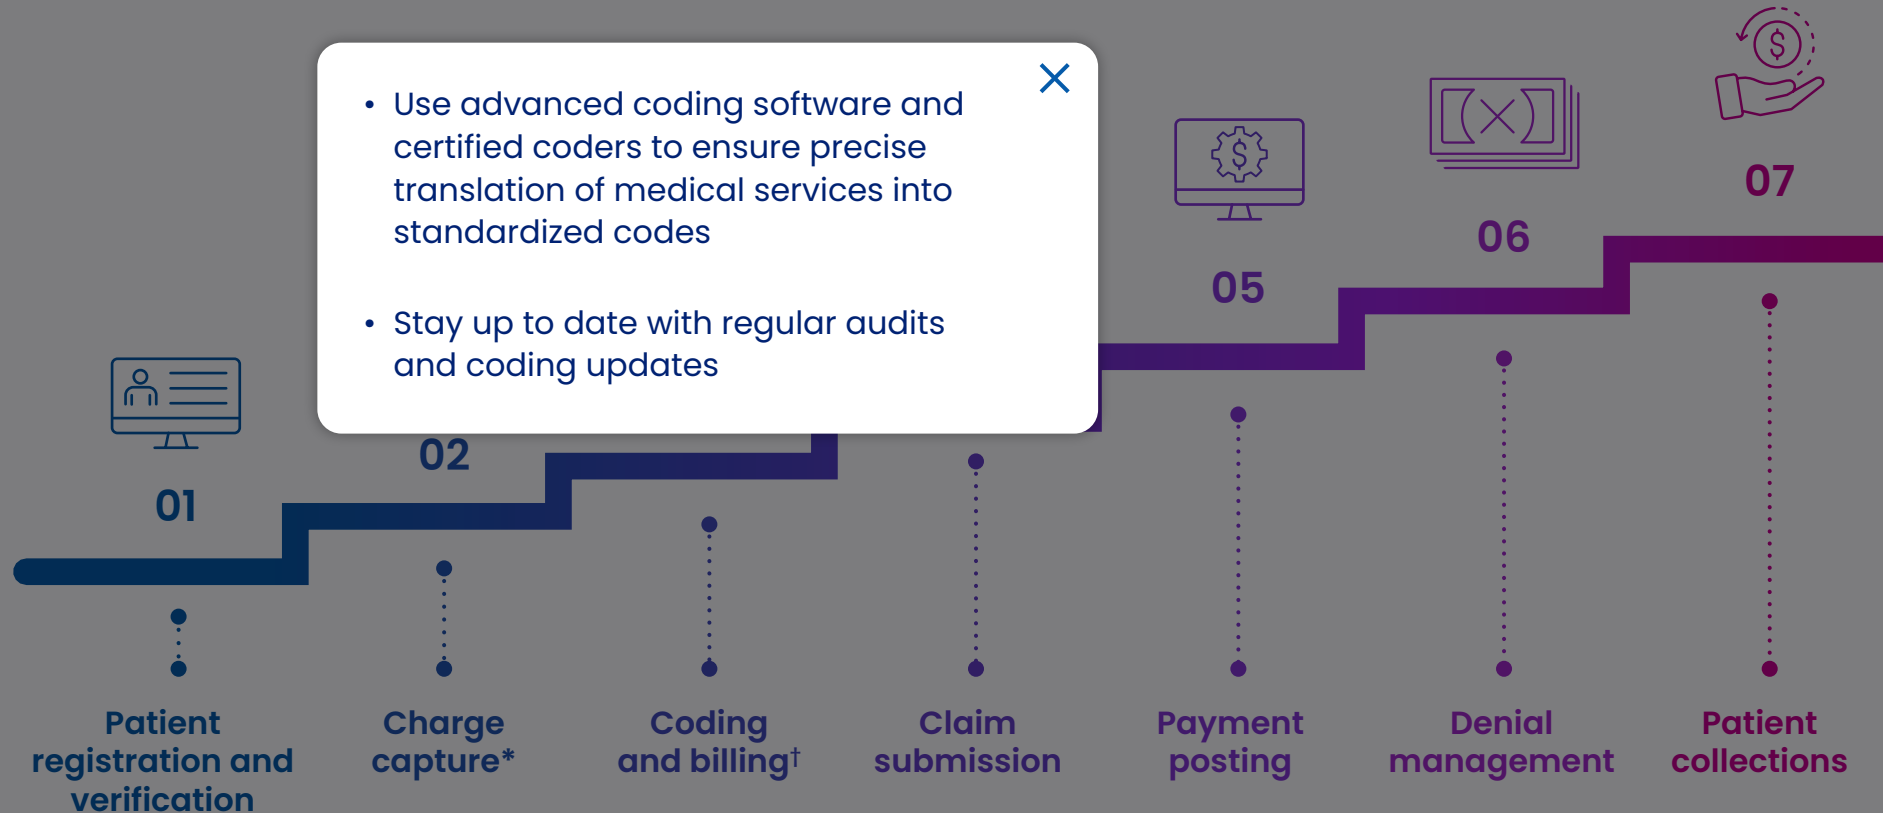 • Use advanced coding software and
certified coders to ensure precise
translation of medical services into
standardized codes
• Stay up to date with regular audits
and coding updates
01
02
05
06
07
Patient
registration and
verification
Charge
capture*
Coding
and billing†
Claim
submission
Payment
posting
Denial
management
Patient
collections